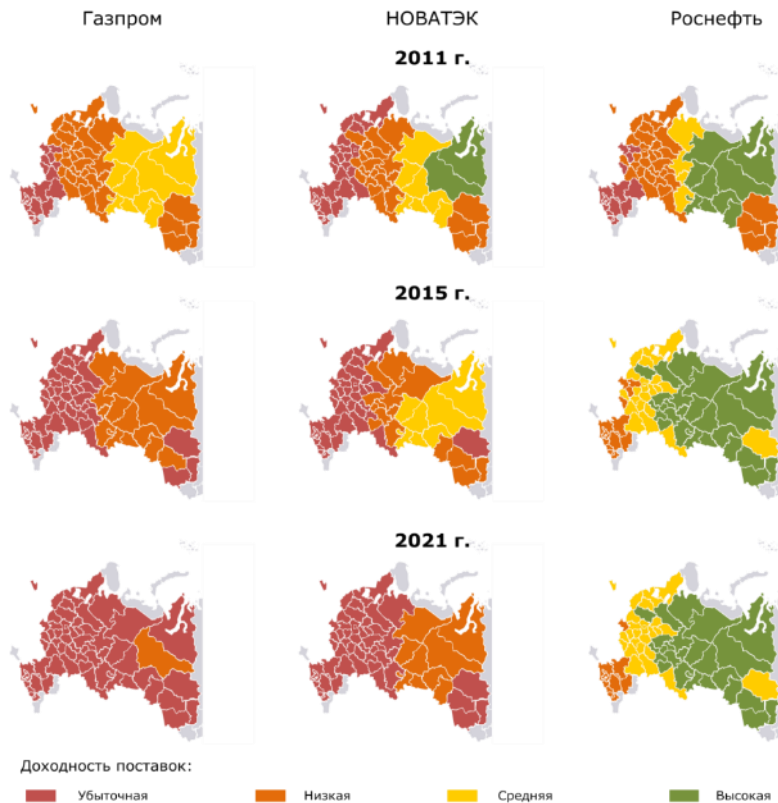 Газпром НОВАТЭК Роснефть
2011 г.
2015 г.
2021 г.
Доходность поставок:
Убыточная Низкая Средняя Высокая